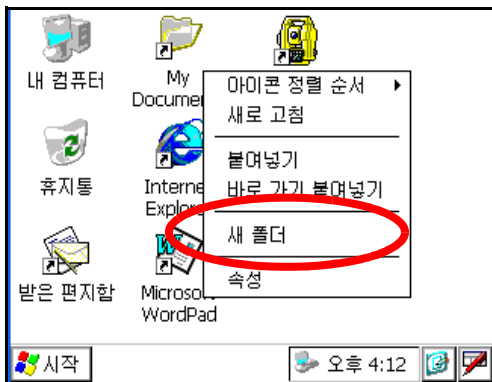 내 컴퓨터
My
Docume
휴지통
Interne
Explor
받은 편지함
Microso
WordPad
아이콘 정렬 순서
새로 고침
붙여넣기
바로 가기 붙여넣기
새 폴더
속성
시작
오후 4:12